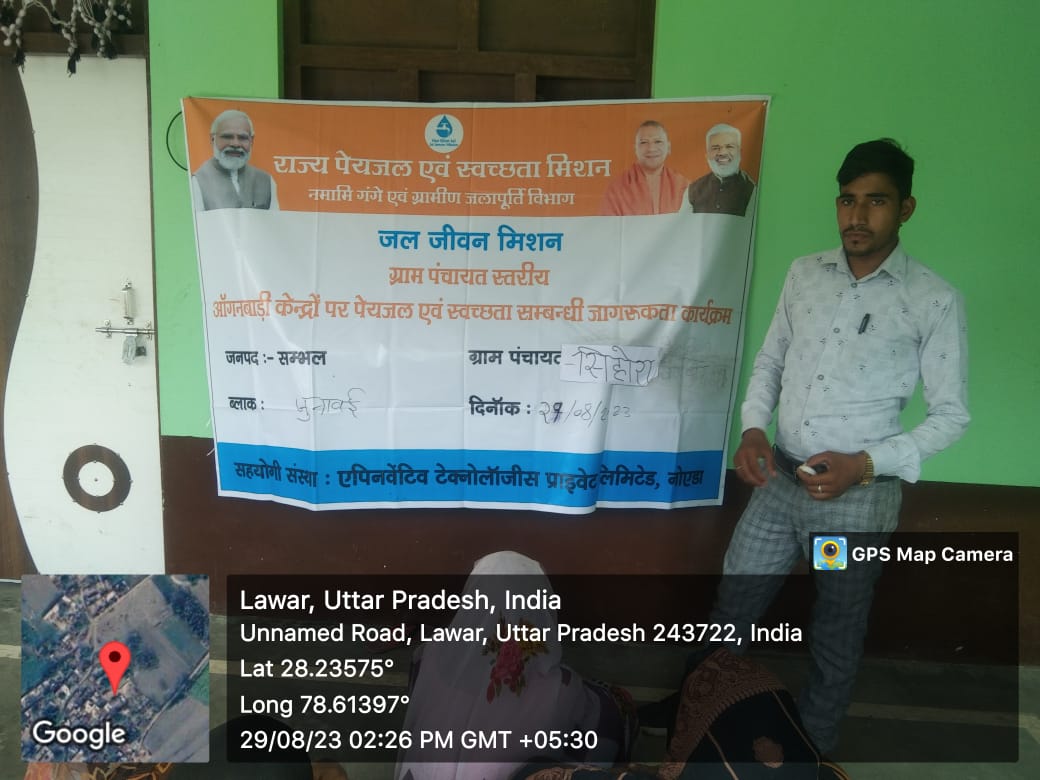 राज्य पेयजल एवं स्वच्छता मिशन
नमामि गंगे एवं ग्रामीण जलापूर्ति विभाग
जल जीवन मिशन
ग्राम पंचायत स्तरीय
ऑगनबाड़ी केन्द्रों पर पेयजल एवं स्वच्छता सम्बन्धी जागरूकता कार्यक्रम
जनपद :- सम्भल ग्राम पंचायत - सिहोरा
ब्लाक : दिनॉक : 29/08/23
सहयोगी संस्था : एपिनवेंटिव टेक्नोलॉजीस प्राइवेट लिमिटेड, नोएडा
GPS Map Camera
Lawar, Uttar Pradesh, India
Unnamed Road, Lawar, Uttar Pradesh 243722, India
Lat 28.23575°
Long 78.61397°
29/08/23 02:26 PM GMT +05:30
Google